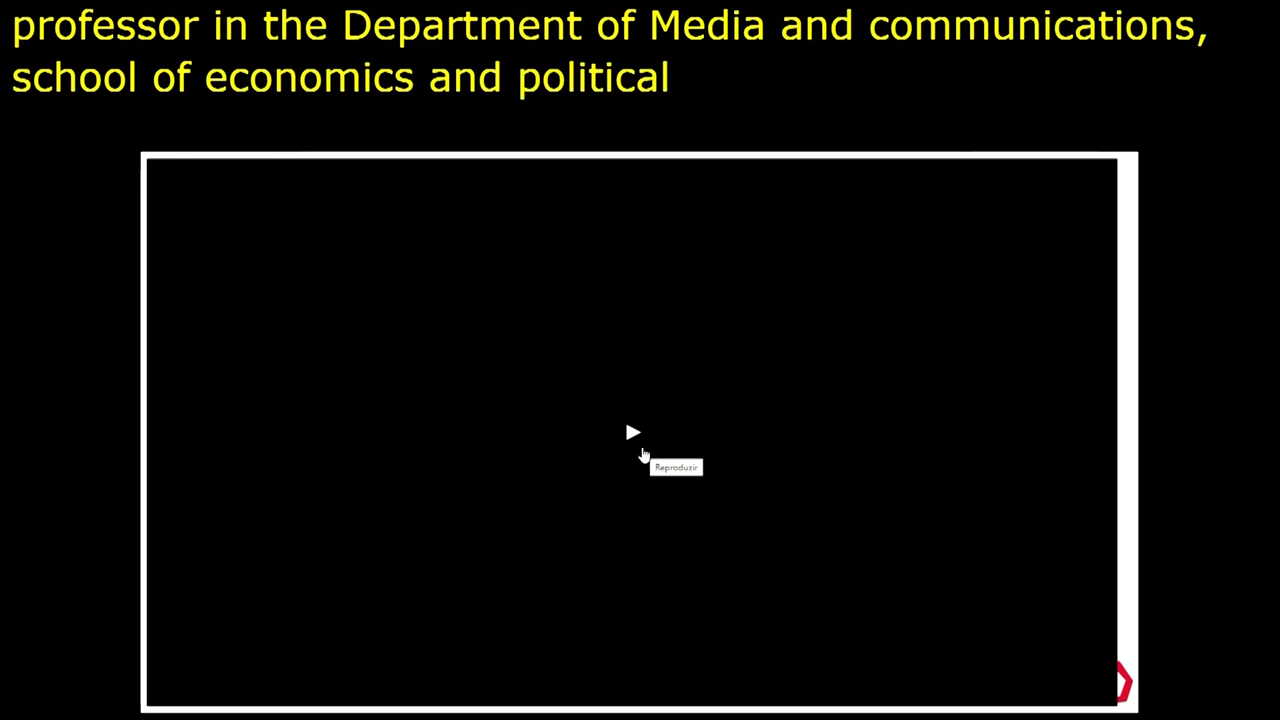 professor in the Department of Media and communications,
school of economics and political
Reproduzir